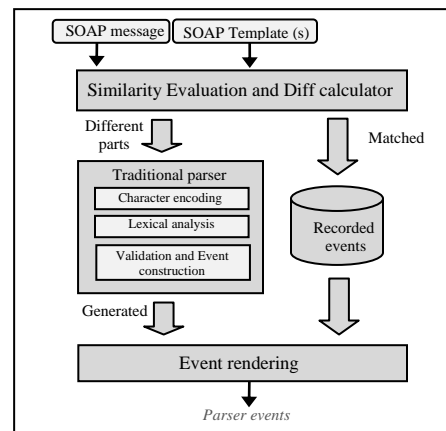 SOAP message
SOAP Template (s)
Similarity Evaluation and Diff calculator
Different
parts
Matched
Traditional parser
Character encoding
Lexical analysis
Validation and Event
construction
Recorded
events
Generated
Event rendering
Parser events